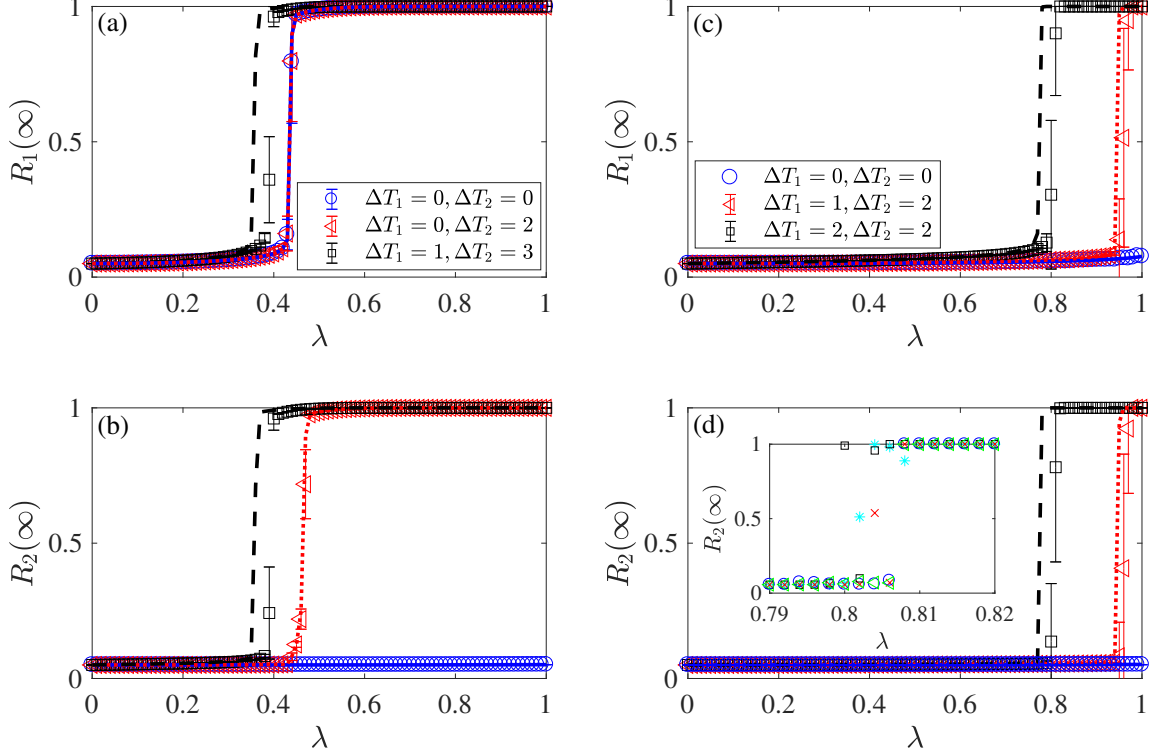 (a)
1
0.5
0
R₁(∞)
ΔT₁ = 0, ΔT₂ = 0
ΔT₁ = 0, ΔT₂ = 2
ΔT₁ = 1, ΔT₂ = 3
0 0.2 0.4 0.6 0.8 1
λ
(c)
1
0.5
0
R₁(∞)
ΔT₁ = 0, ΔT₂ = 0
ΔT₁ = 1, ΔT₂ = 2
ΔT₁ = 2, ΔT₂ = 2
0 0.2 0.4 0.6 0.8 1
λ
(b)
1
0.5
0
R₂(∞)
0 0.2 0.4 0.6 0.8 1
λ
(d)
1
0.5
0
R₂(∞)
1
0.5
0
R₂(∞)
0.79 0.8 0.81 0.82
λ
0 0.2 0.4 0.6 0.8 1
λ